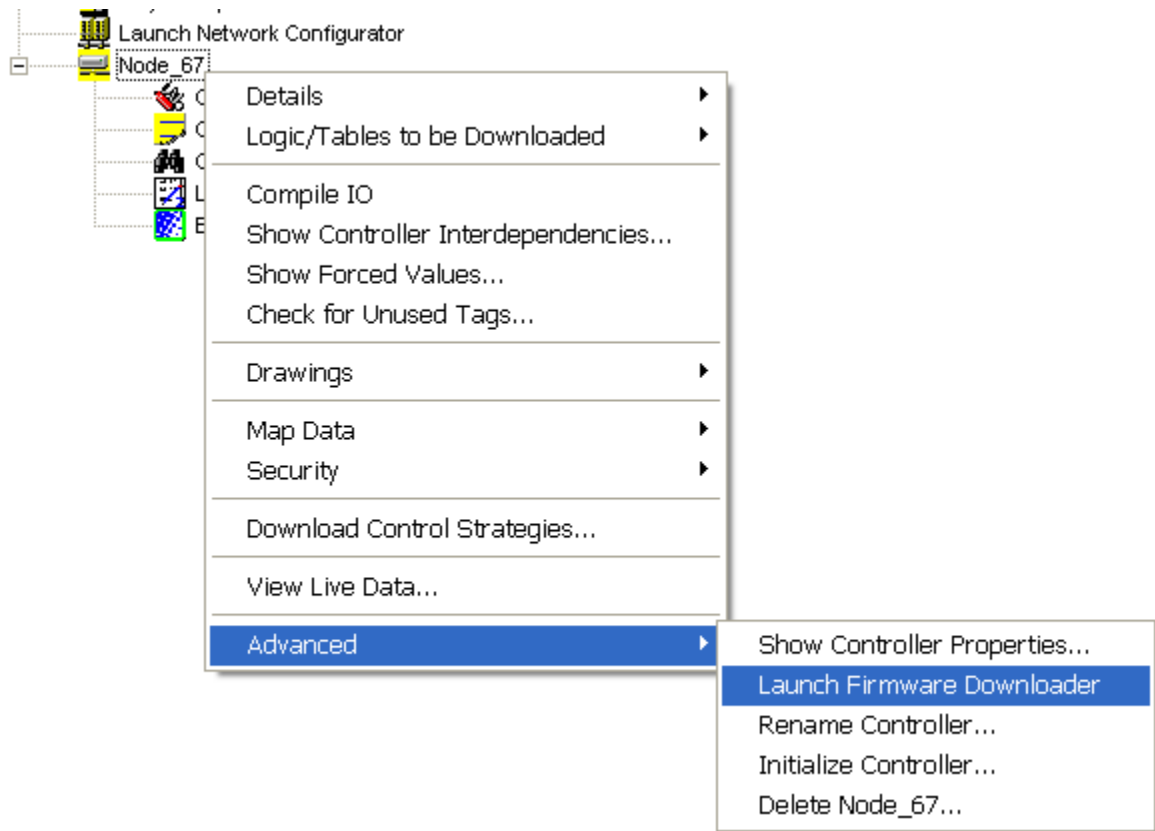 Launch Network Configurator
Node_67
Details
Logic/Tables to be Downloaded
Compile IO
Show Controller Interdependencies...
Show Forced Values...
Check for Unused Tags...
Drawings
Map Data
Security
Download Control Strategies...
View Live Data...
Advanced
Show Controller Properties...
Launch Firmware Downloader
Rename Controller...
Initialize Controller...
Delete Node_67...